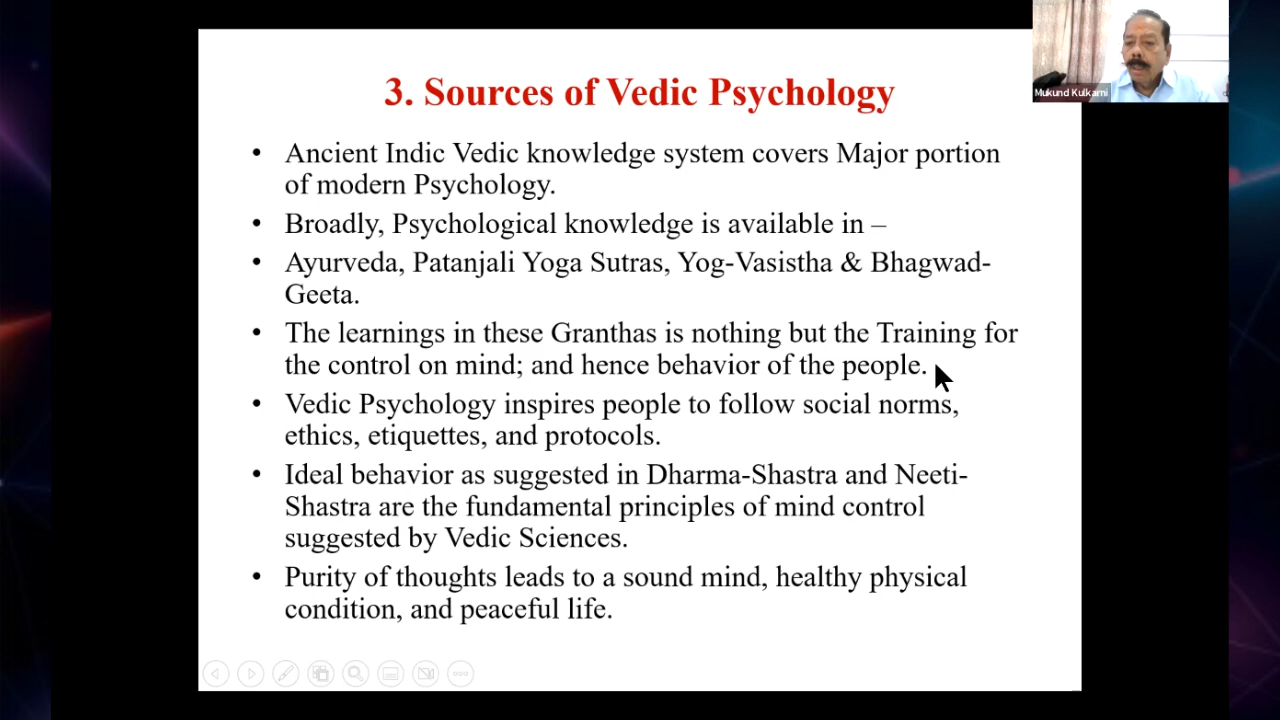 Mukund Kulkarni
3. Sources of Vedic Psychology
• Ancient Indic Vedic knowledge system covers Major portion
of modern Psychology.
• Broadly, Psychological knowledge is available in –
• Ayurveda, Patanjali Yoga Sutras, Yog-Vasistha & Bhagwad-
Geeta.
• The learnings in these Granthas is nothing but the Training for
the control on mind; and hence behavior of the people.
• Vedic Psychology inspires people to follow social norms,
ethics, etiquettes, and protocols.
• Ideal behavior as suggested in Dharma-Shastra and Neeti-
Shastra are the fundamental principles of mind control
suggested by Vedic Sciences.
• Purity of thoughts leads to a sound mind, healthy physical
condition, and peaceful life.